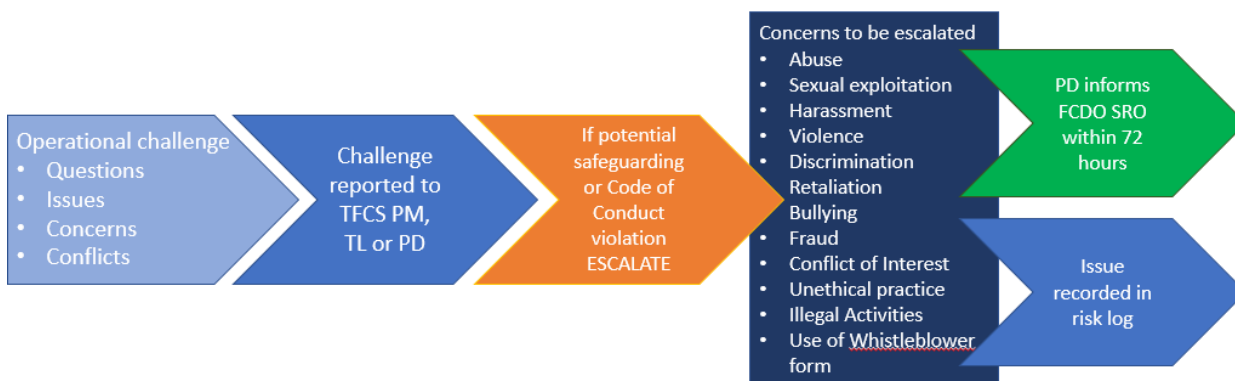 Operational challenge
• Questions
• Issues
• Concerns
• Conflicts
Challenge
reported to
TFCS PM,
TL or PD
If potential
safeguarding
or Code of
Conduct
violation
ESCALATE
Concerns to be escalated
• Abuse
• Sexual exploitation
• Harassment
• Violence
• Discrimination
• Retaliation
• Bullying
• Fraud
• Conflict of Interest
• Unethical practice
• Illegal Activities
• Use of Whistleblower
form
PD informs
FCDO SRO
within 72
hours
Issue
recorded in
risk log